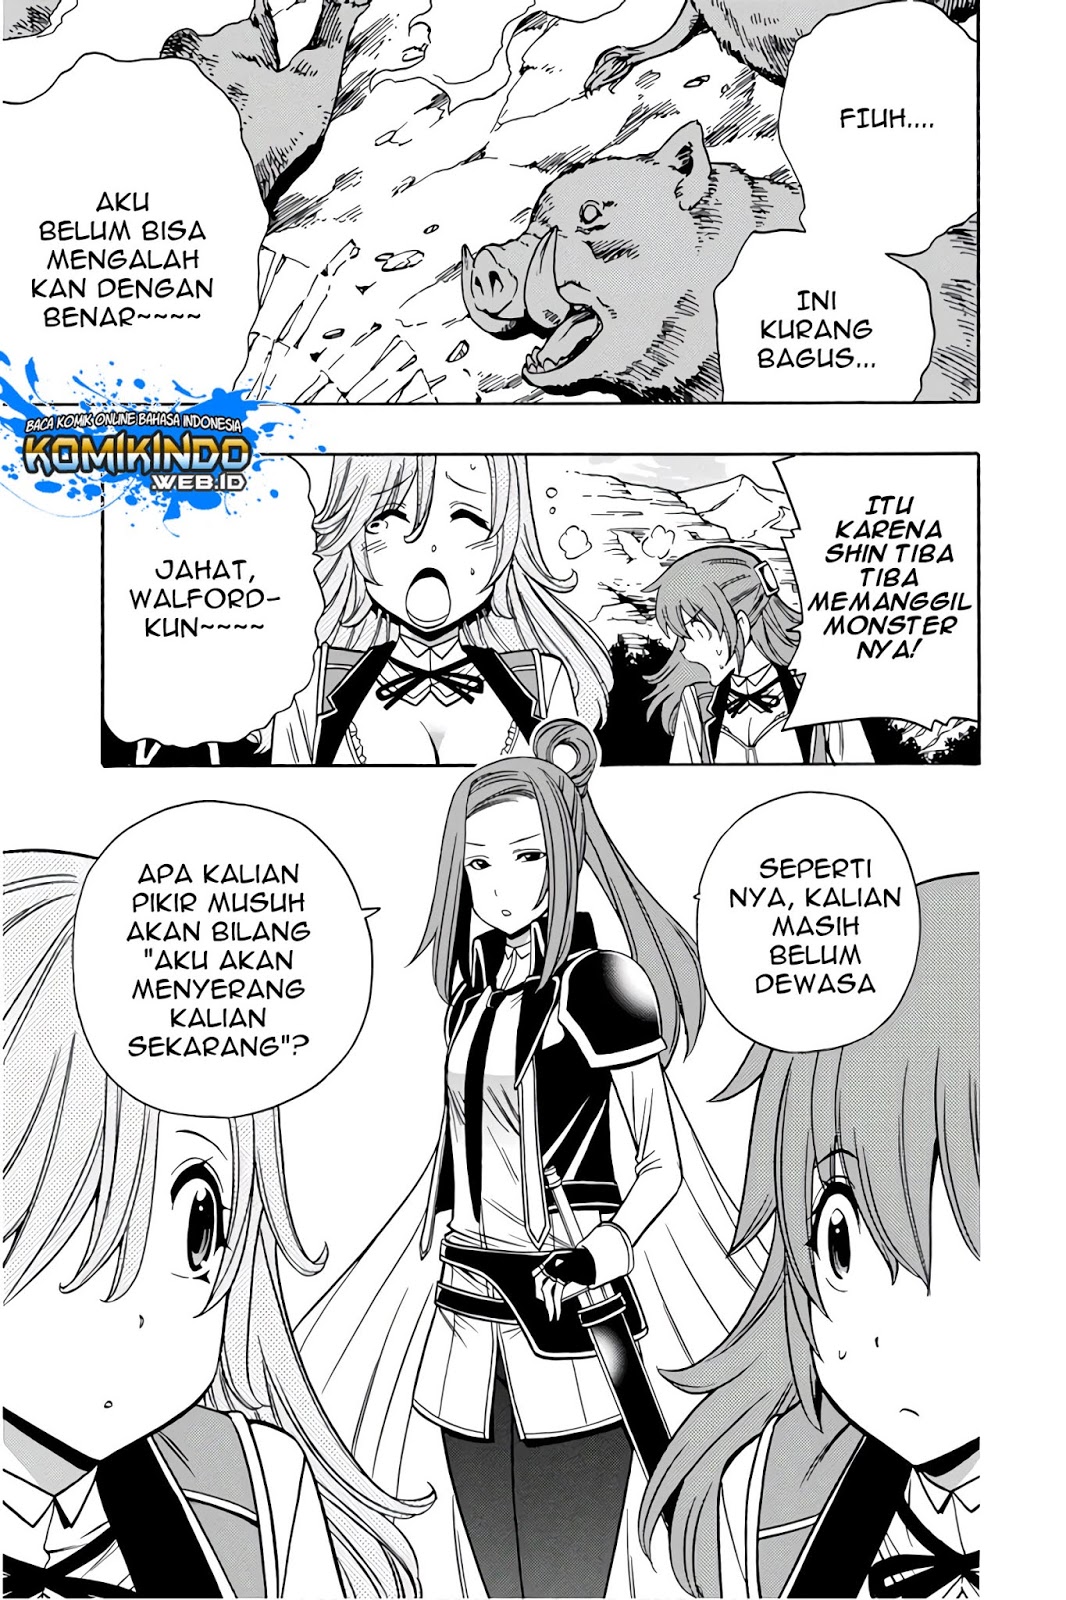 FIUH....
INI
KURANG
BAGUS...
AKU
BELUM BISA
MENGALAH
KAN DENGAN
BENAR~~~~
BACA KOMIK ONLINE BAHASA INDONESIA
KOMIKINDO
.WEB.ID
ITU
KARENA
SHIN TIBA
TIBA
MEMANGGIL
MONSTER
NYA!
JAHAT,
WALFORD-
KUN~~~~
SEPERTI
NYA, KALIAN
MASIH
BELUM
DEWASA
APA KALIAN
PIKIR MUSUH
AKAN BILANG
"AKU AKAN
MENYERANG
KALIAN
SEKARANG"?